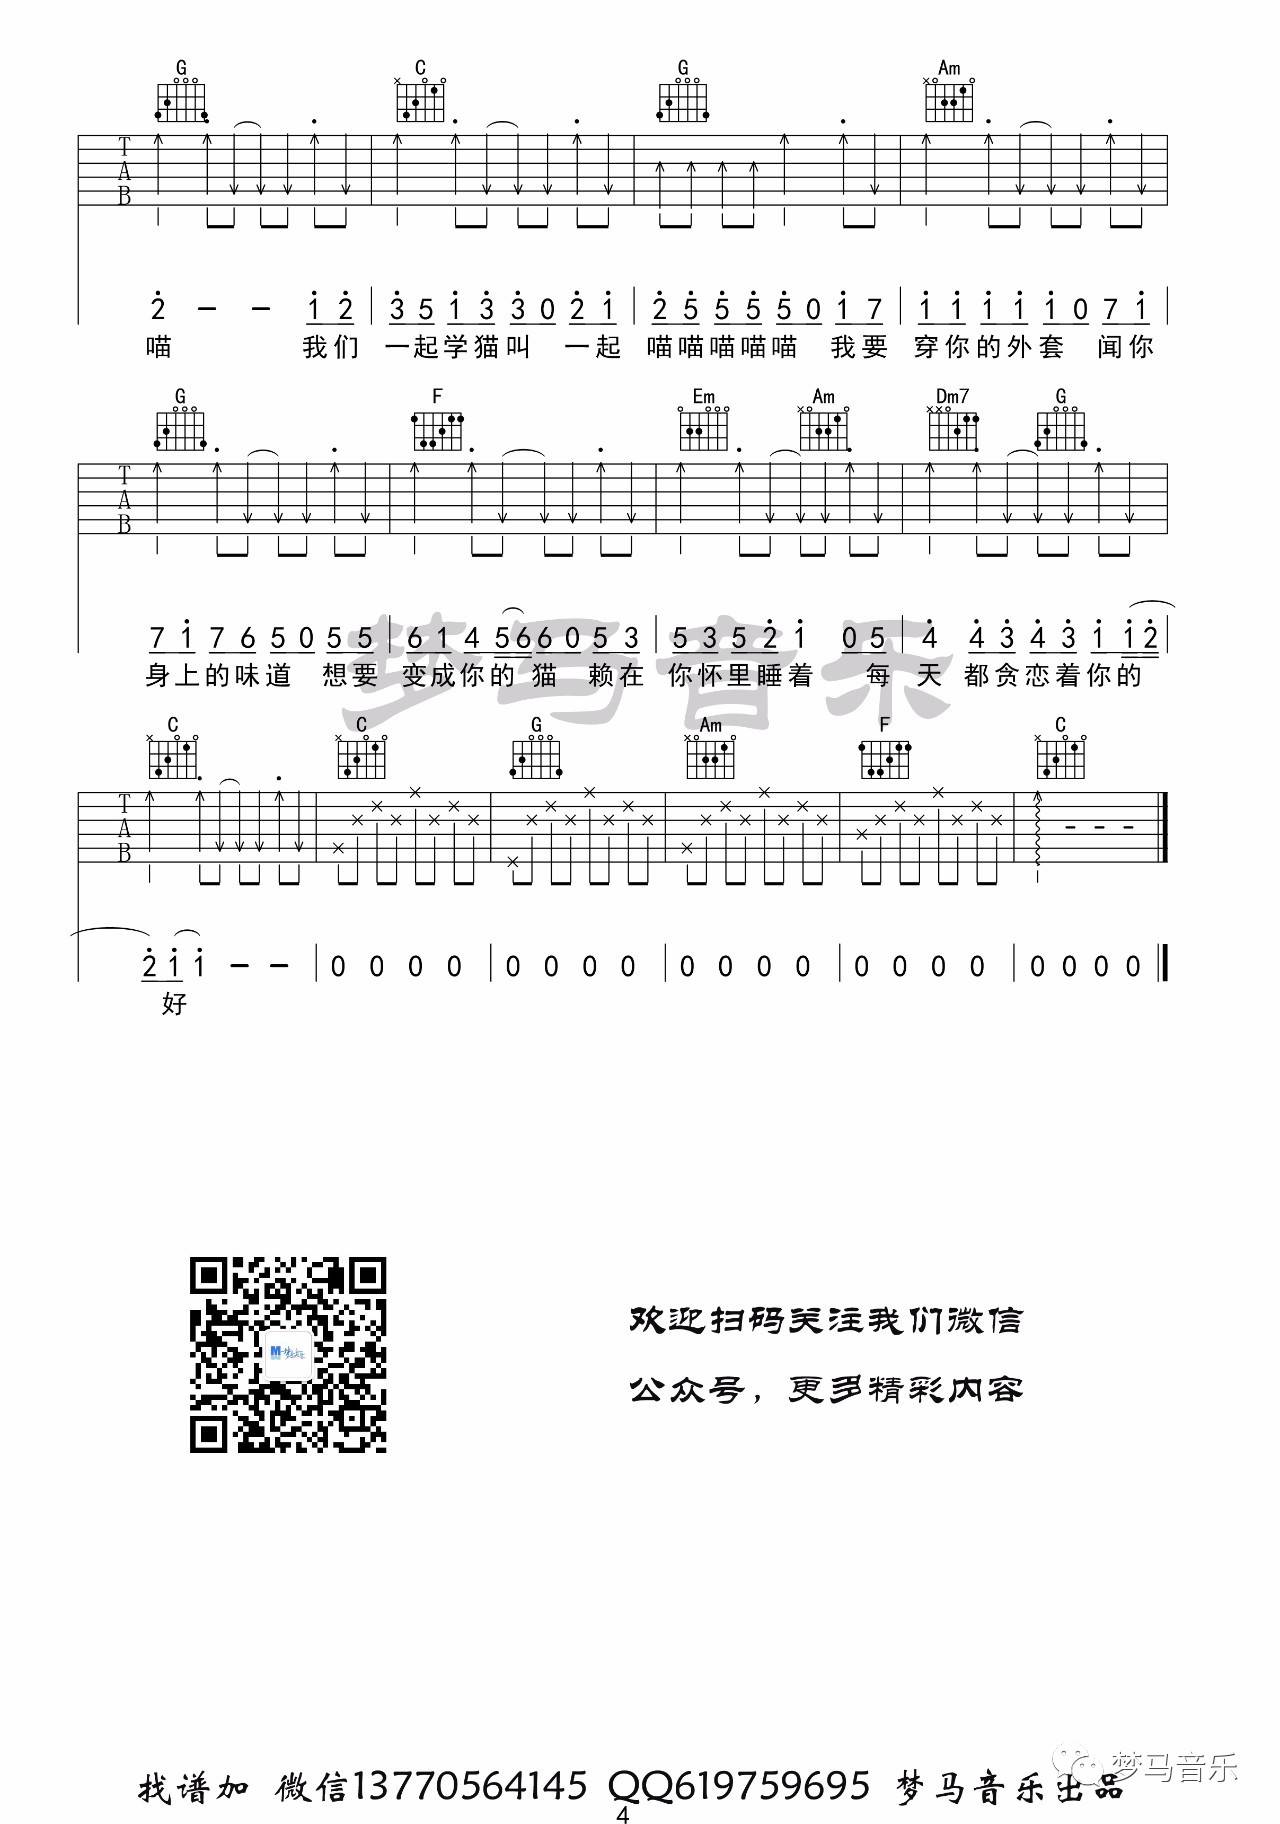 G C G Am
T
A
B
2 - - 1 2 3 5 1 3 3 0 2 1 2 5 5 5 5 0 1 7 1 1 1 1 1 0 7 1
喵 我们 一起学猫叫 一起 喵喵喵喵喵 我要 穿你的外套 闻你
G F Em Am Dm7 G
T
A
B
7 1 7 6 5 0 5 5 6 1 4 5 6 6 0 5 3 5 3 5 2 1 0 5 4 4 3 4 3 1 1 2
身上的味道 想要 变成你的猫 赖在 你怀里睡着 每 天 都贪恋着你的
梦马音乐
C C G Am F C
T
A
B
2 1 1 - - 0 0 0 0 0 0 0 0 0 0 0 0 0 0 0 0 0 0 0 0
好
欢迎扫码关注我们微信
公众号，更多精彩内容
梦马音乐
找谱加 微信13770564145 QQ619759695 梦马音乐出品
4